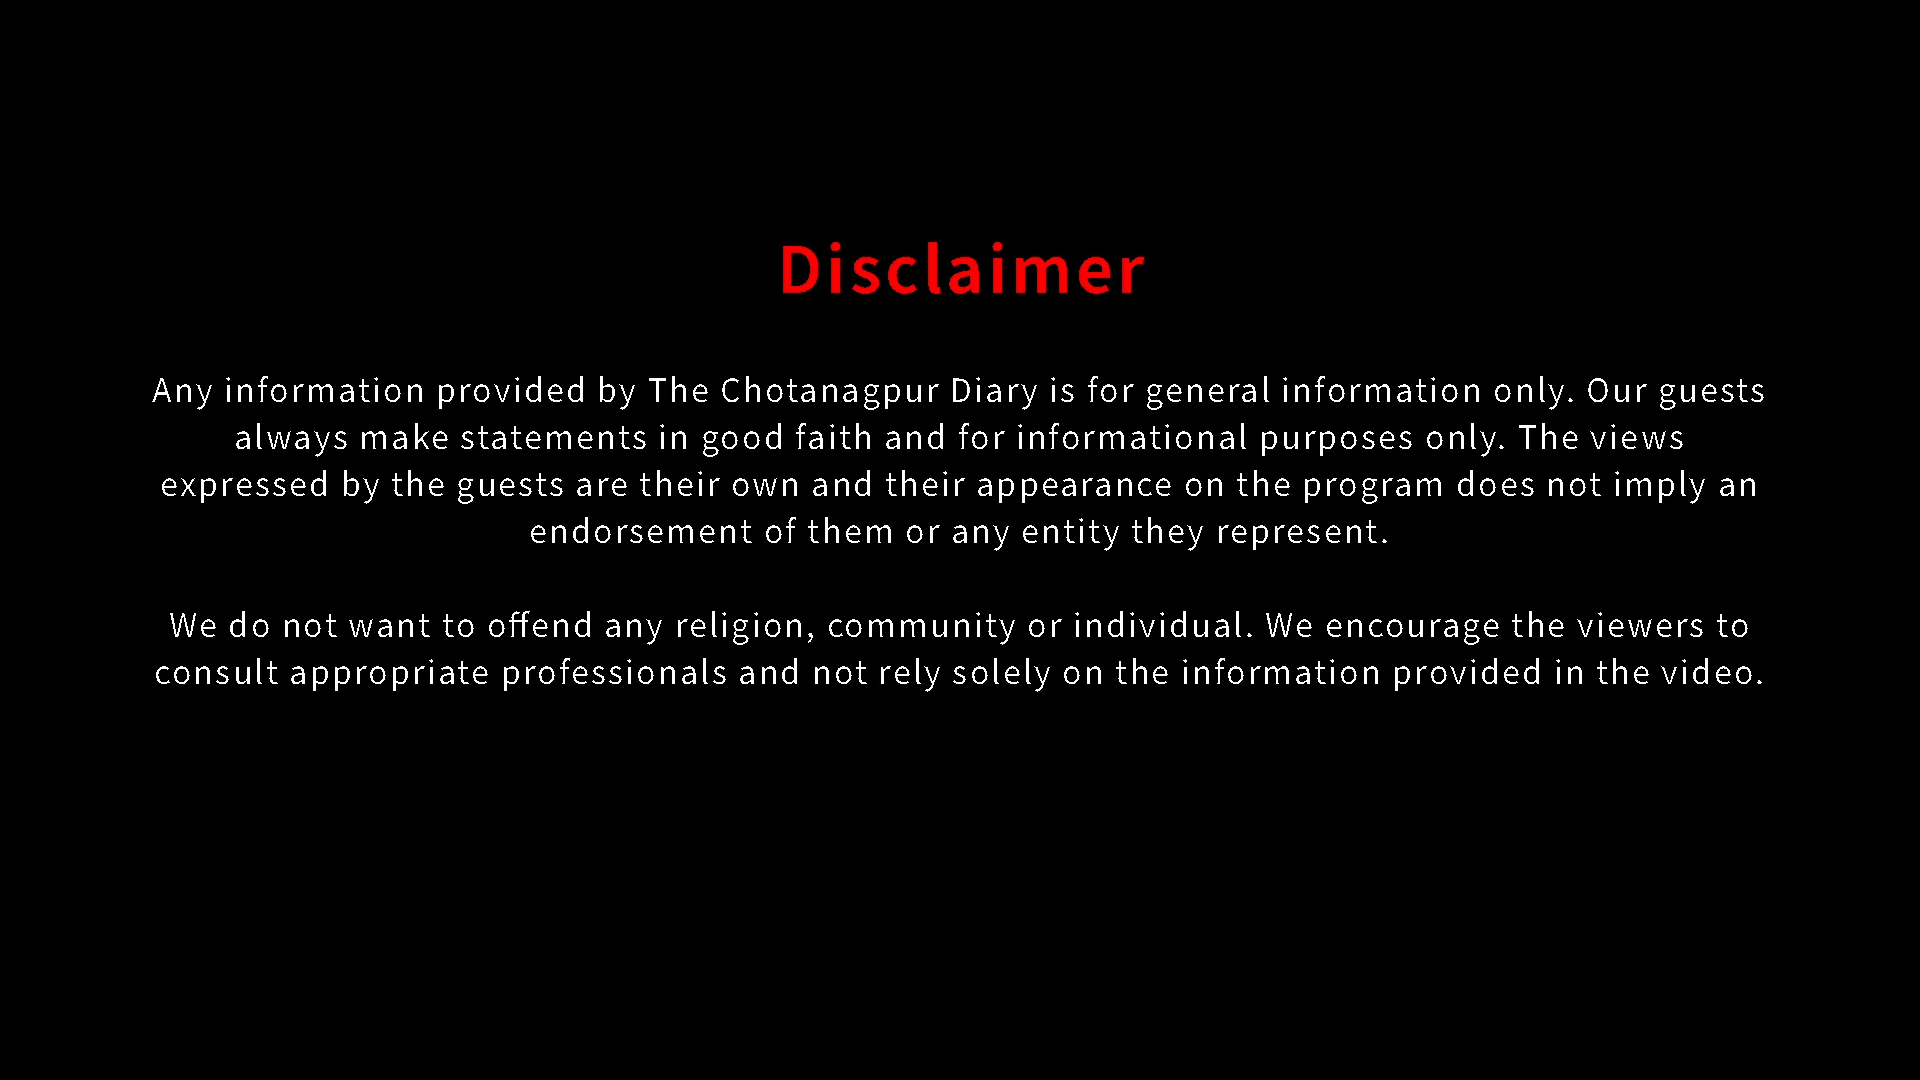 Disclaimer
Any information provided by The Chotanagpur Diary is for general information only. Our guests
always make statements in good faith and for informational purposes only. The views
expressed by the guests are their own and their appearance on the program does not imply an
endorsement of them or any entity they represent.
We do not want to offend any religion, community or individual. We encourage the viewers to
consult appropriate professionals and not rely solely on the information provided in the video.